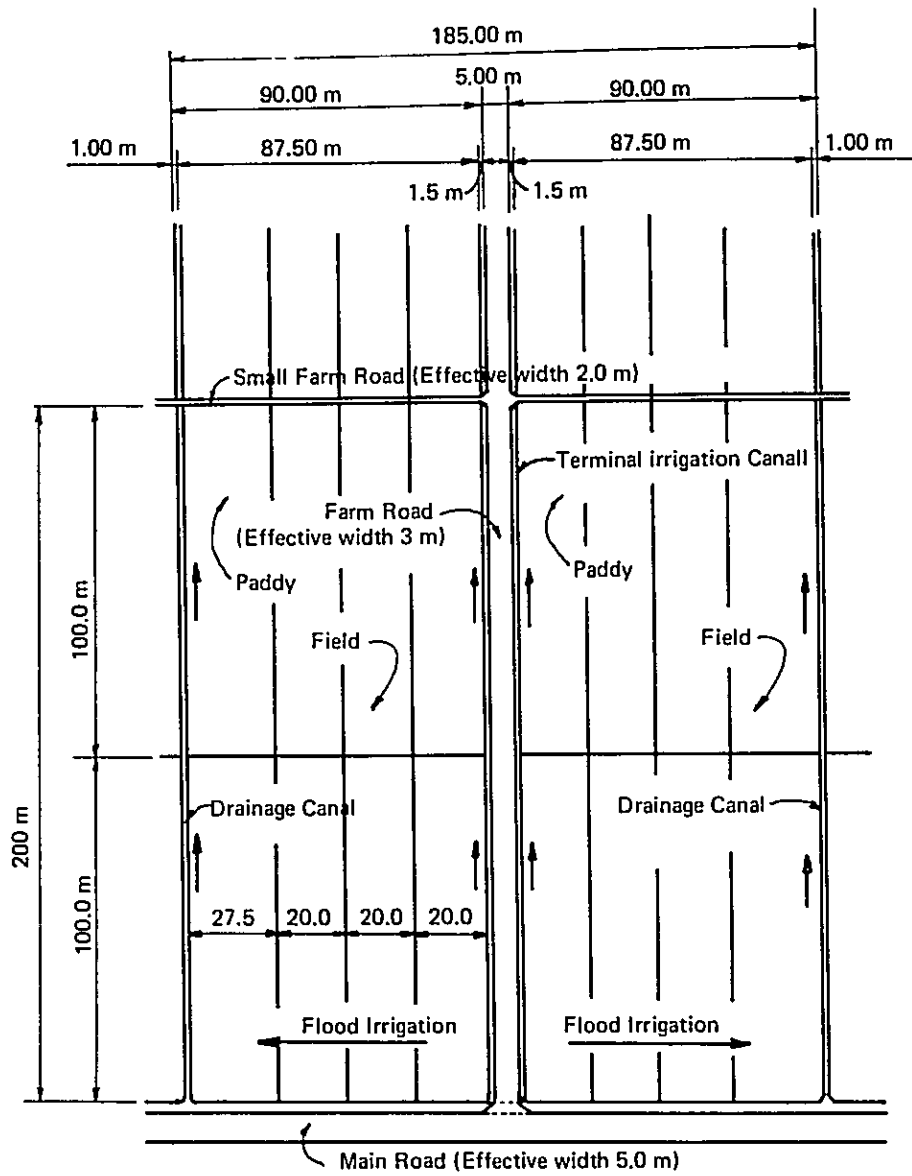 185.00 m
5.00 m
90.00 m
90.00 m
1.00 m
87.50 m
87.50 m
1.00 m
1.5 m
1.5 m
Small Farm Road (Effective width 2.0 m)
Terminal irrigation Canall
Farm Road
(Effective width 3 m)
Paddy
Paddy
100.0 m
Field
Field
200 m
Drainage Canal
Drainage Canal
100.0 m
27.5
20.0
20.0
20.0
Flood Irrigation
Flood Irrigation
Main Road (Effective width 5.0 m)